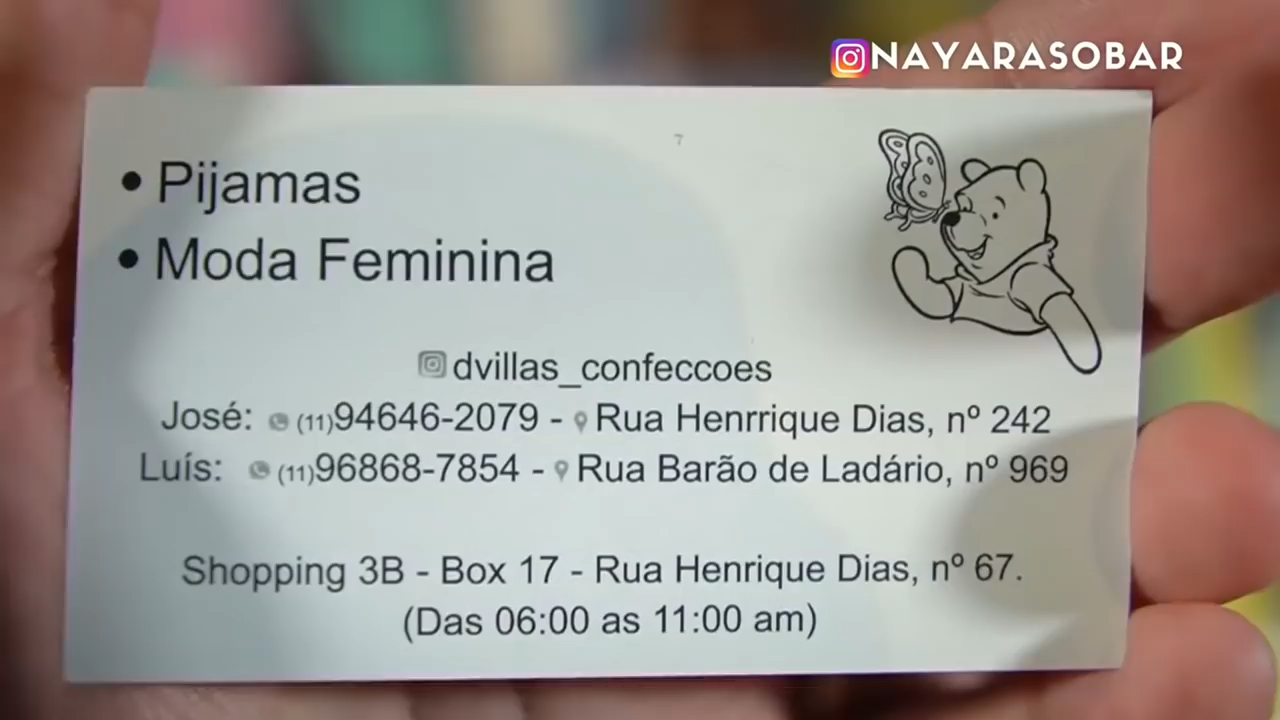 NAYARASOBAR
• Pijamas
• Moda Feminina
dvillas_confeccoes
José: (11)94646-2079 - Rua Henrrique Dias, nº 242
Luís: (11)96868-7854 - Rua Barão de Ladário, nº 969
Shopping 3B - Box 17 - Rua Henrique Dias, nº 67.
(Das 06:00 as 11:00 am)